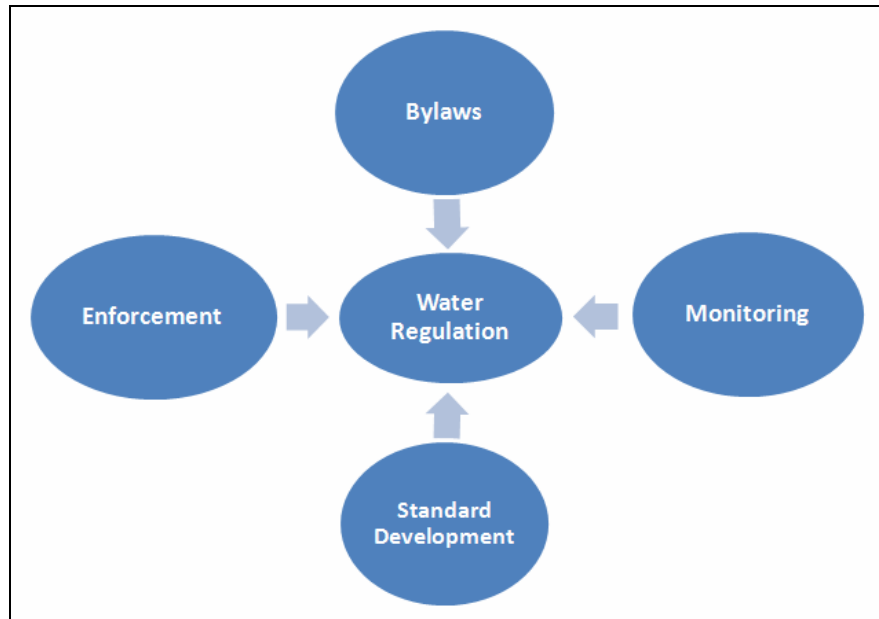 Bylaws
Enforcement
Water
Regulation
Monitoring
Standard
Development